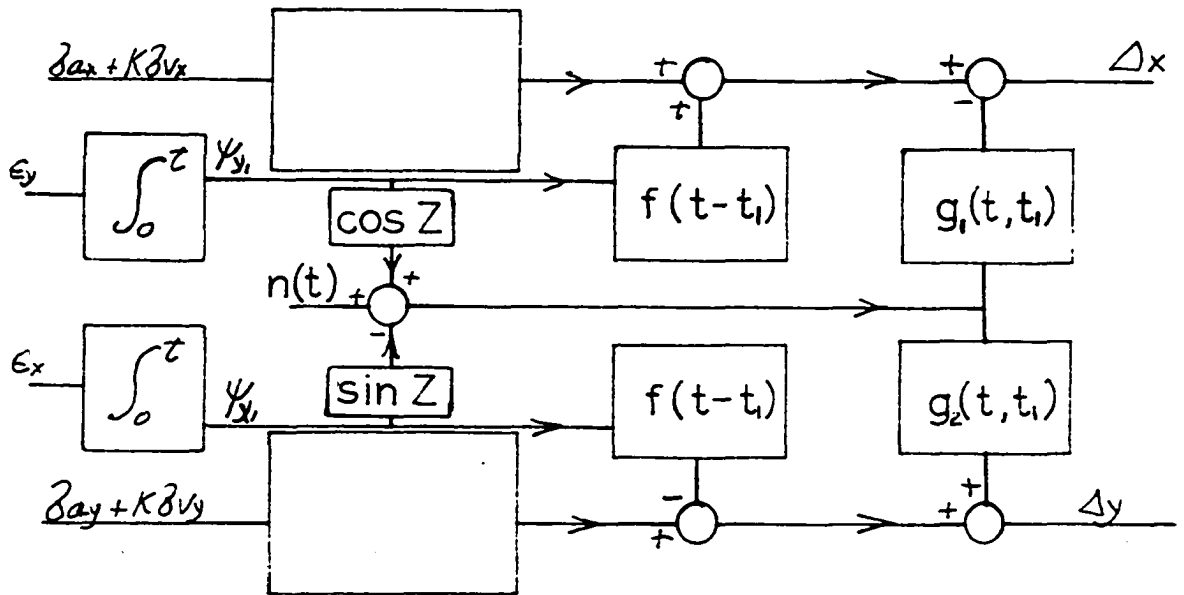 δax + Kδvx
+
+
+
-
Δx
εy
∫₀ᵗ
ψy₁
cos Z
f(t-t₁)
g₁(t,t₁)
n(t)
+
+
-
εx
∫₀ᵗ
ψx₁
sin Z
f(t-t₁)
g₂(t,t₁)
δay + Kδvy
-
+
+
+
Δy